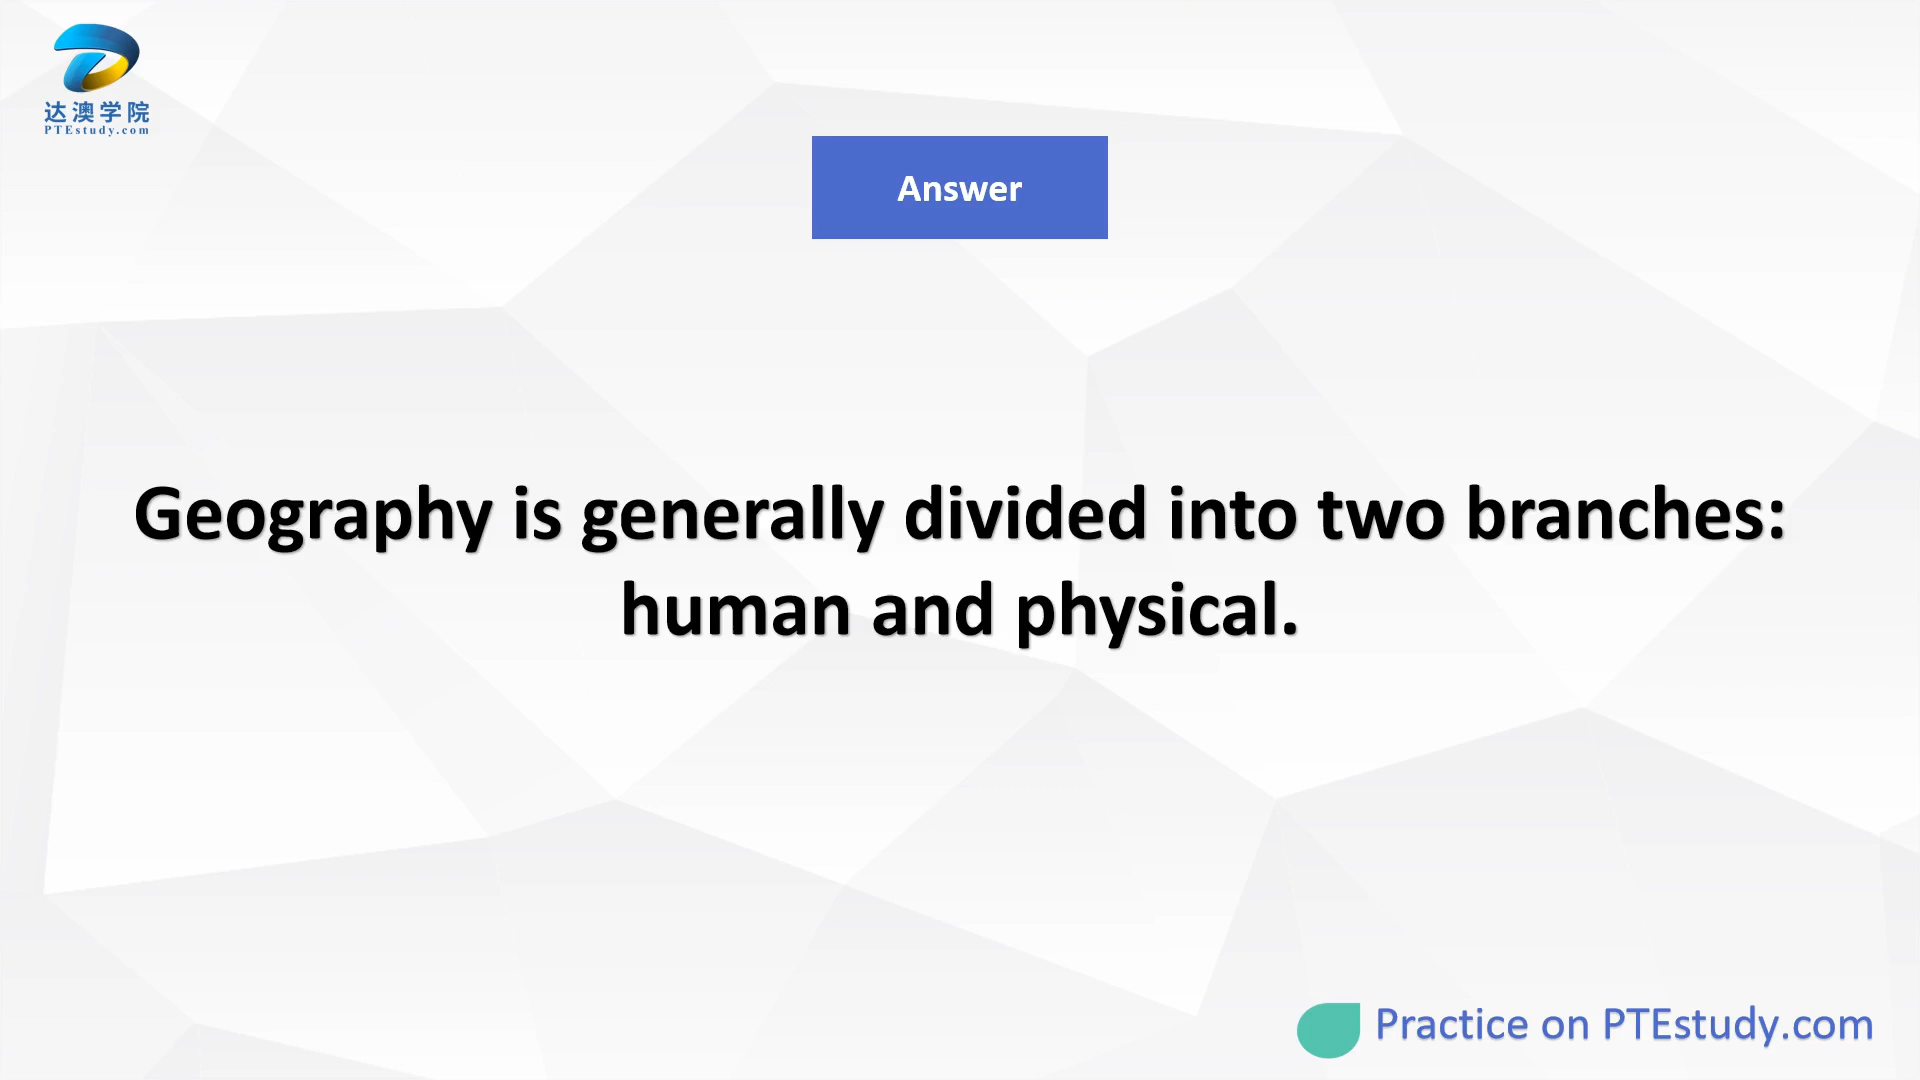 达澳学院
PTEstudy.com
Answer
Geography is generally divided into two branches:
human and physical.
Practice on PTEstudy.com